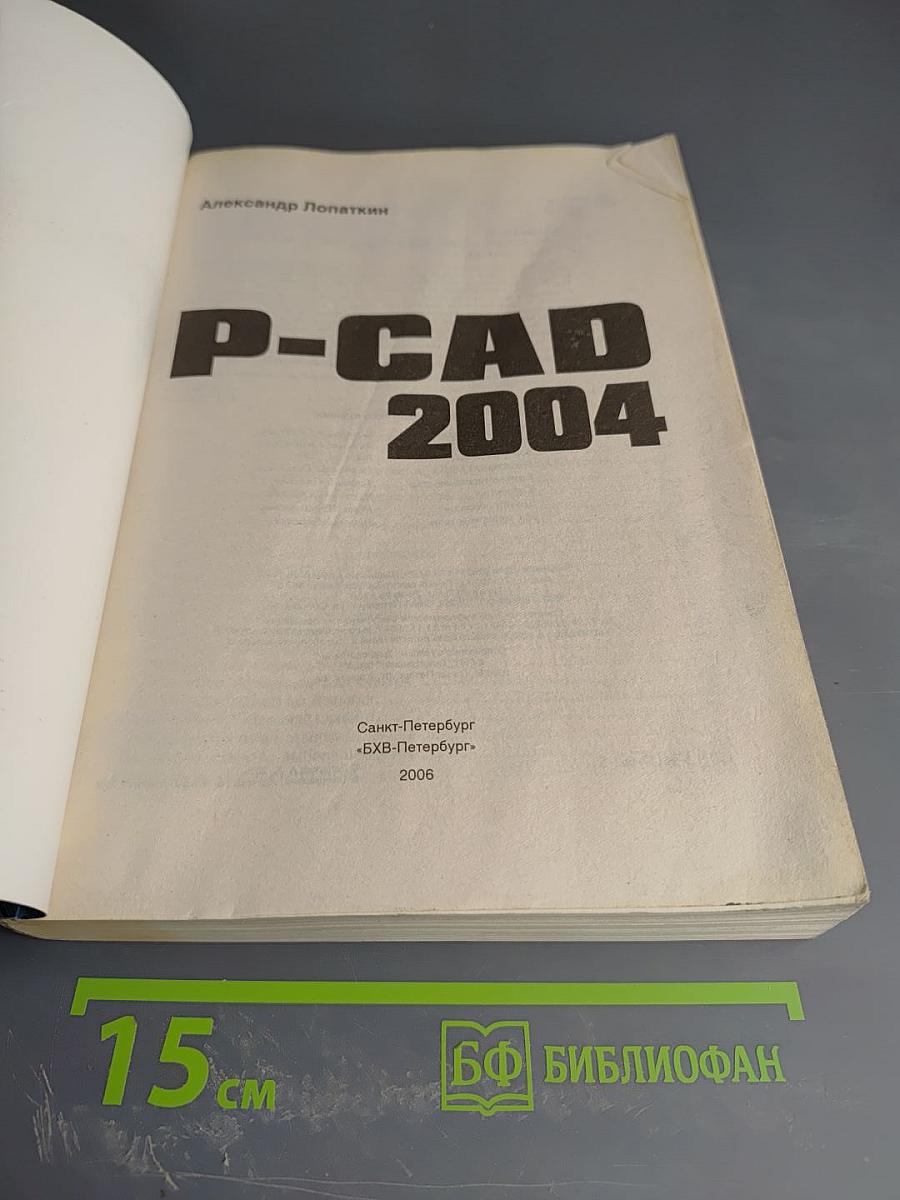 Александр Лопаткин
P-CAD
2004
Санкт-Петербург
«БХВ-Петербург»
2006
15 см
БФ БИБЛИОФАН